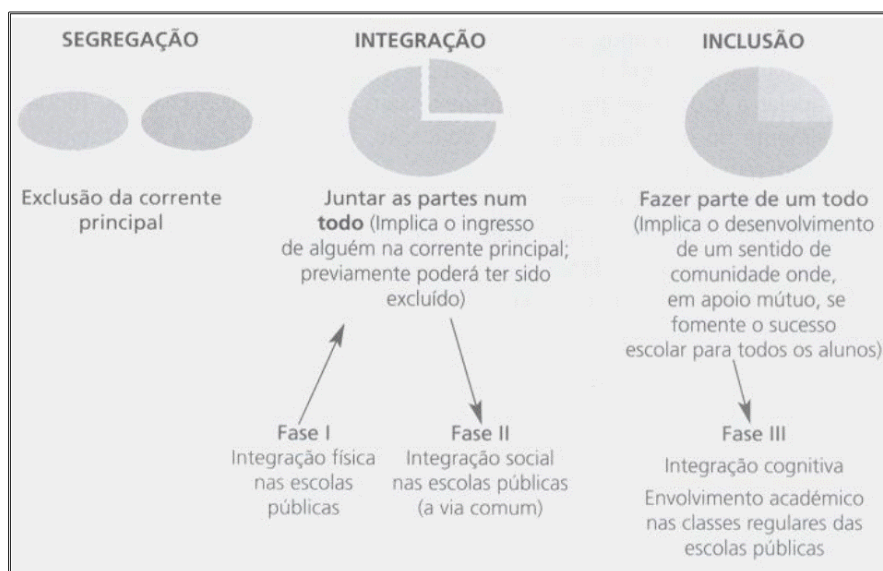 SEGREGAÇÃO
Exclusão da corrente
principal
INTEGRAÇÃO
Juntar as partes num
todo (Implica o ingresso
de alguém na corrente principal;
previamente poderá ter sido
excluído)
Fase I
Integração física
nas escolas
públicas
Fase II
Integração social
nas escolas públicas
(a via comum)
INCLUSÃO
Fazer parte de um todo
(Implica o desenvolvimento
de um sentido de
comunidade onde,
em apoio mútuo, se
fomente o sucesso
escolar para todos os alunos)
Fase III
Integração cognitiva
Envolvimento académico
nas classes regulares das
escolas públicas